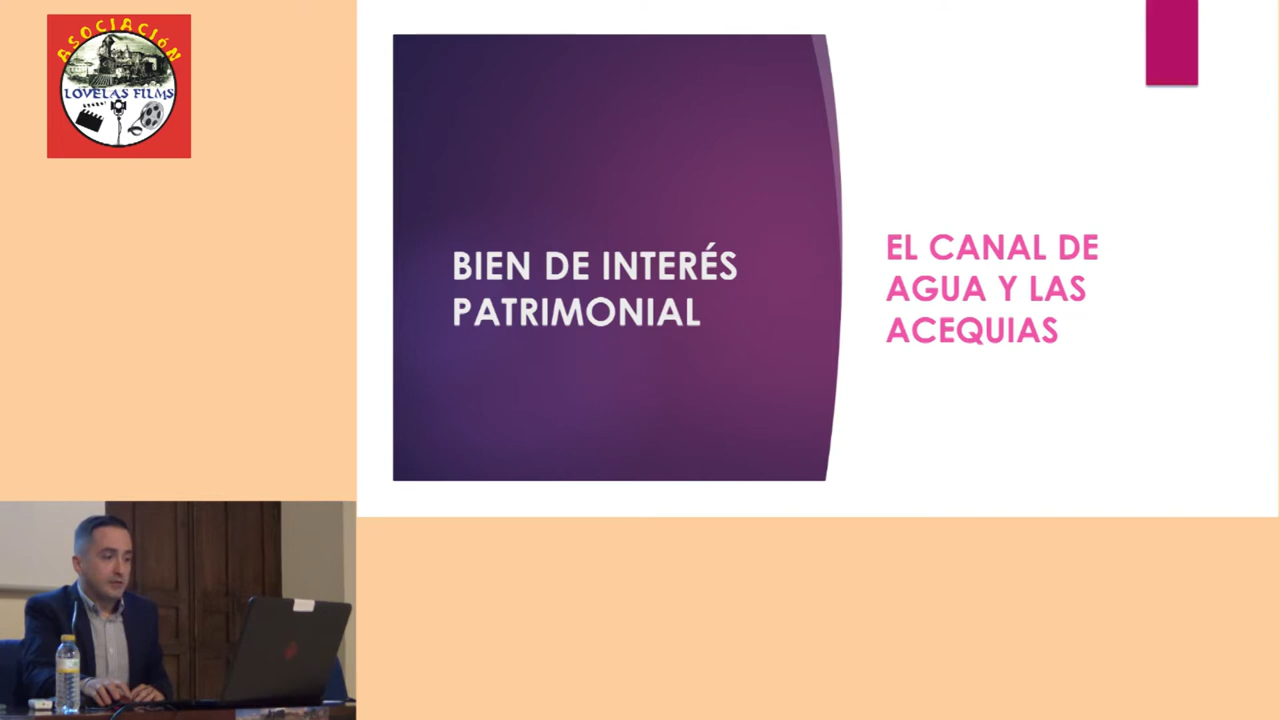 ASOCIACIÓN
LOVELAS FILMS
BIEN DE INTERÉS
PATRIMONIAL
EL CANAL DE
AGUA Y LAS
ACEQUIAS